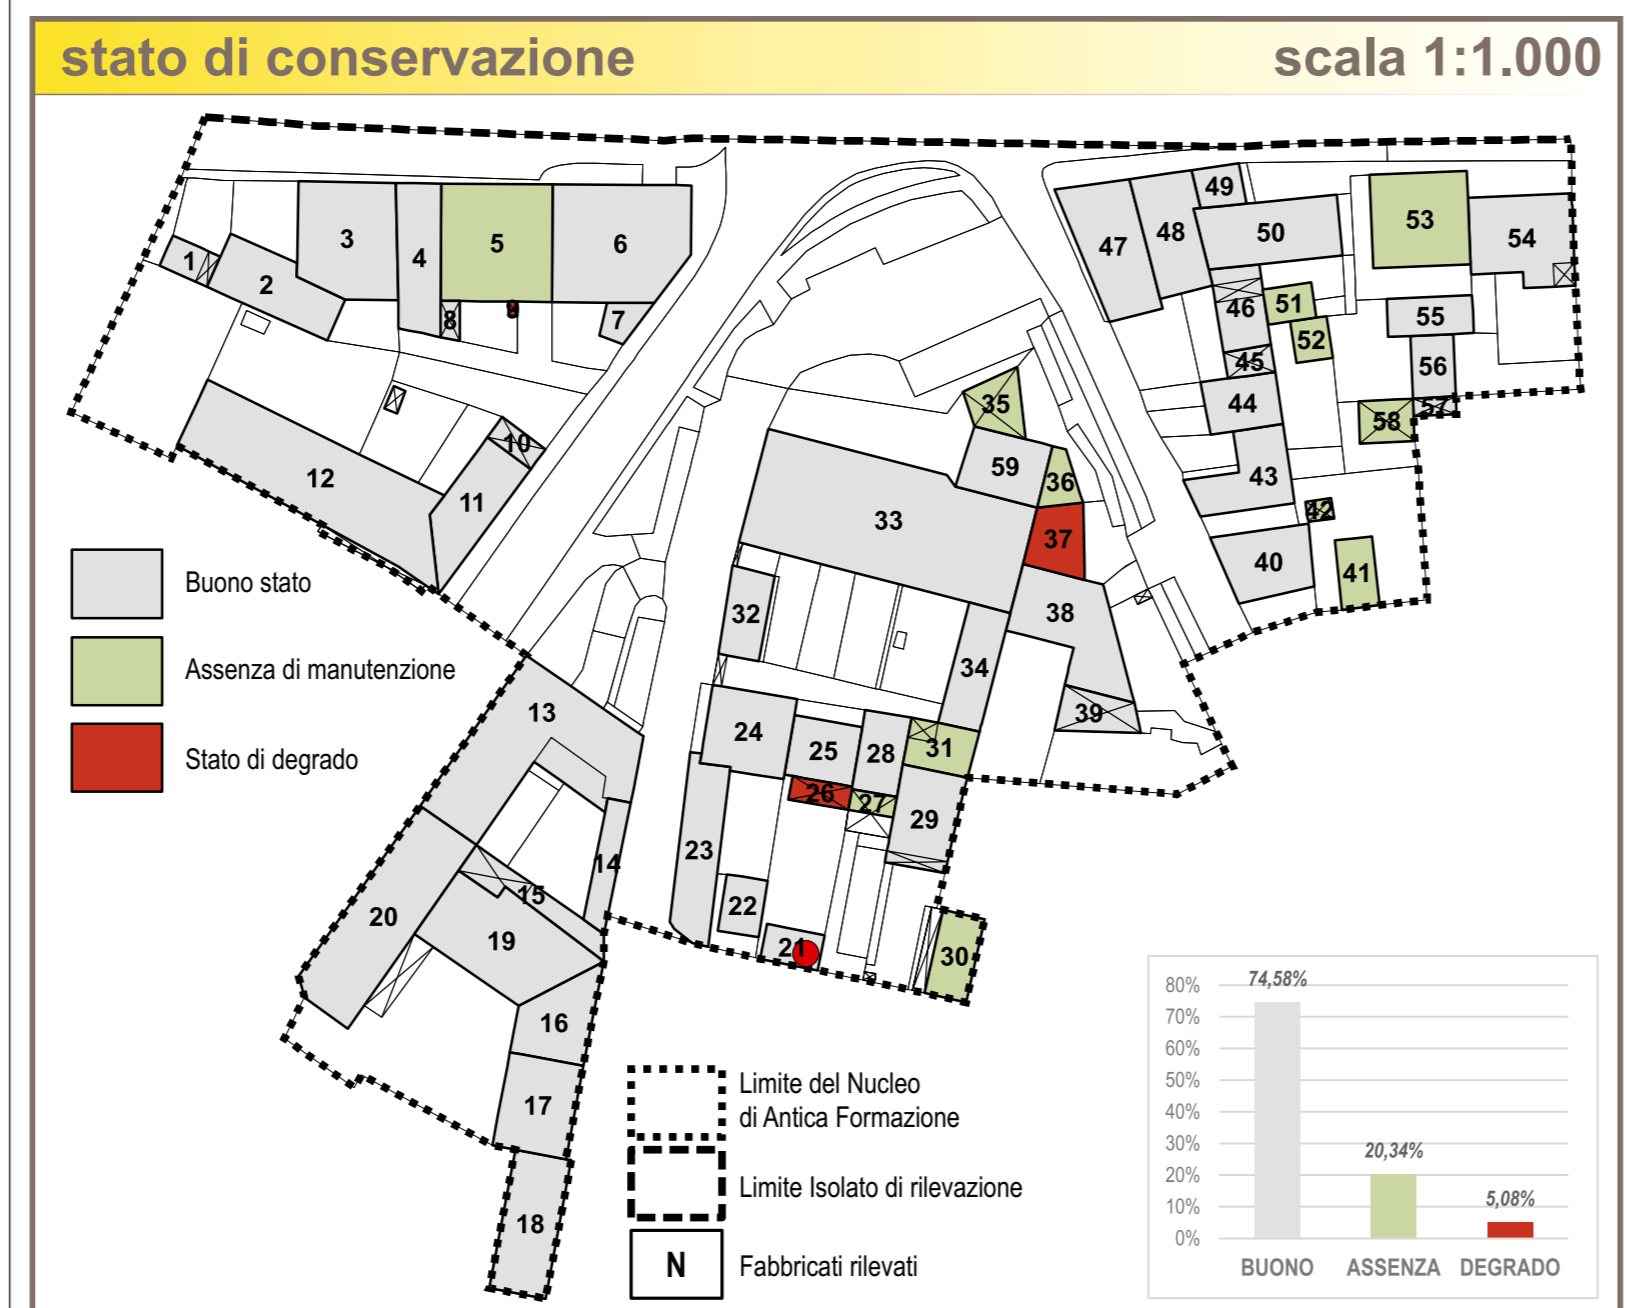 stato di conservazione scala 1:1.000
49
53
3 4 5 6 47 48 50 54
1 2
8 9 7
46 51 55
52
45 56
35 44 57
58
10
12 11 59 36 43
33 42
37 40 41
Buono stato
32 38
Assenza di manutenzione
34
13 39
24 25 28 31
Stato di degrado
26 27
29
23
14
15
20 22
19 21 30
16
17
18
Limite del Nucleo
di Antica Formazione
Limite Isolato di rilevazione
N Fabbricati rilevati
80%
70%
60%
50%
40%
30%
20%
10%
0%
74,58%
20,34%
5,08%
BUONO ASSENZA DEGRADO